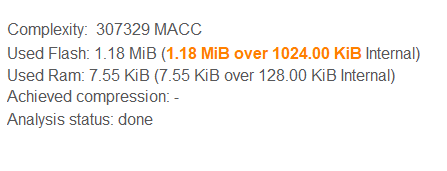 Complexity:  307329 MACC
Used Flash: 1.18 MiB (1.18 MiB over 1024.00 KiB Internal)
Used Ram: 7.55 KiB (7.55 KiB over 128.00 KiB Internal)
Achieved compression: -
Analysis status: done